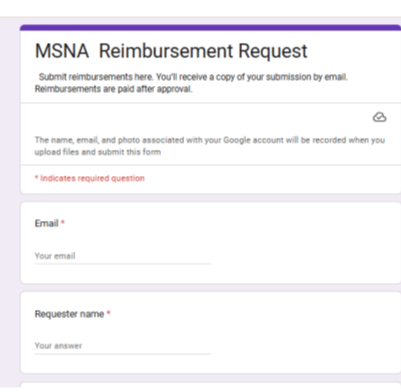 MSNA Reimbursement Request
Submit reimbursements here. You'll receive a copy of your submission by email.
Reimbursements are paid after approval.
The name, email, and photo associated with your Google account will be recorded when you
upload files and submit this form
* Indicates required question
Email *
Your email
Requester name *
Your answer